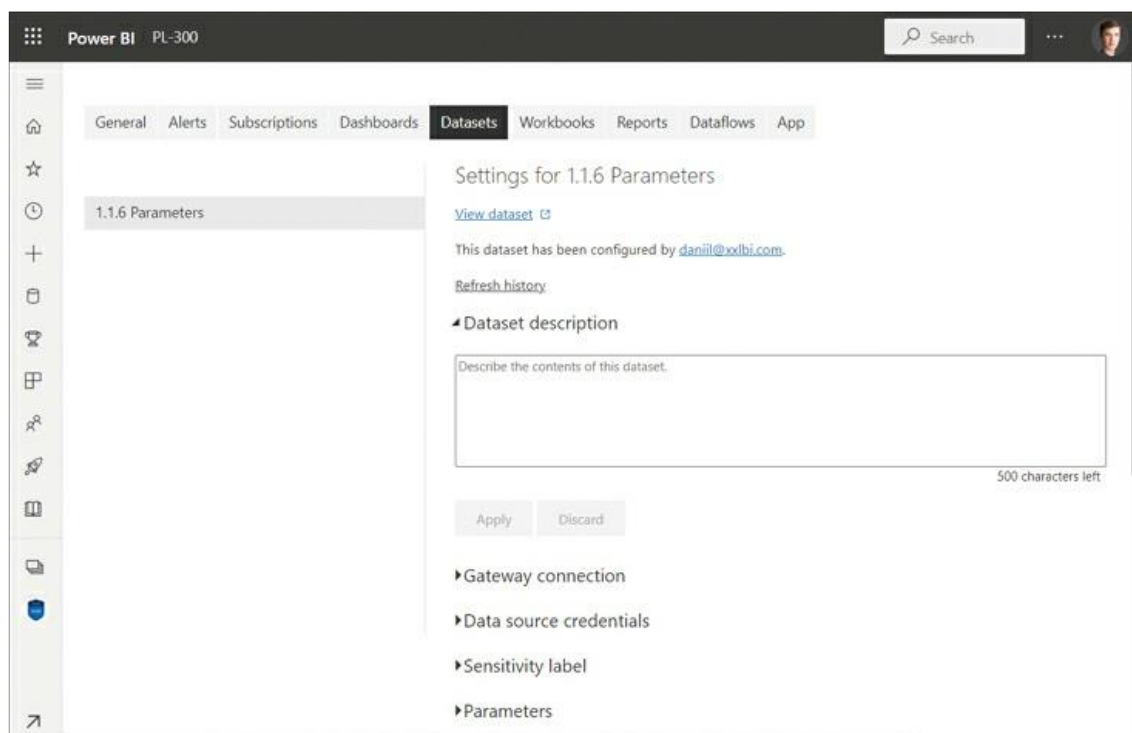 Power BI PL-300 Search
General Alerts Subscriptions Dashboards Datasets Workbooks Reports Dataflows App
Settings for 1.1.6 Parameters
1.1.6 Parameters
View dataset
This dataset has been configured by daniil@xxlbi.com.
Refresh history
Dataset description
Describe the contents of this dataset.
500 characters left
Apply Discard
Gateway connection
Data source credentials
Sensitivity label
Parameters